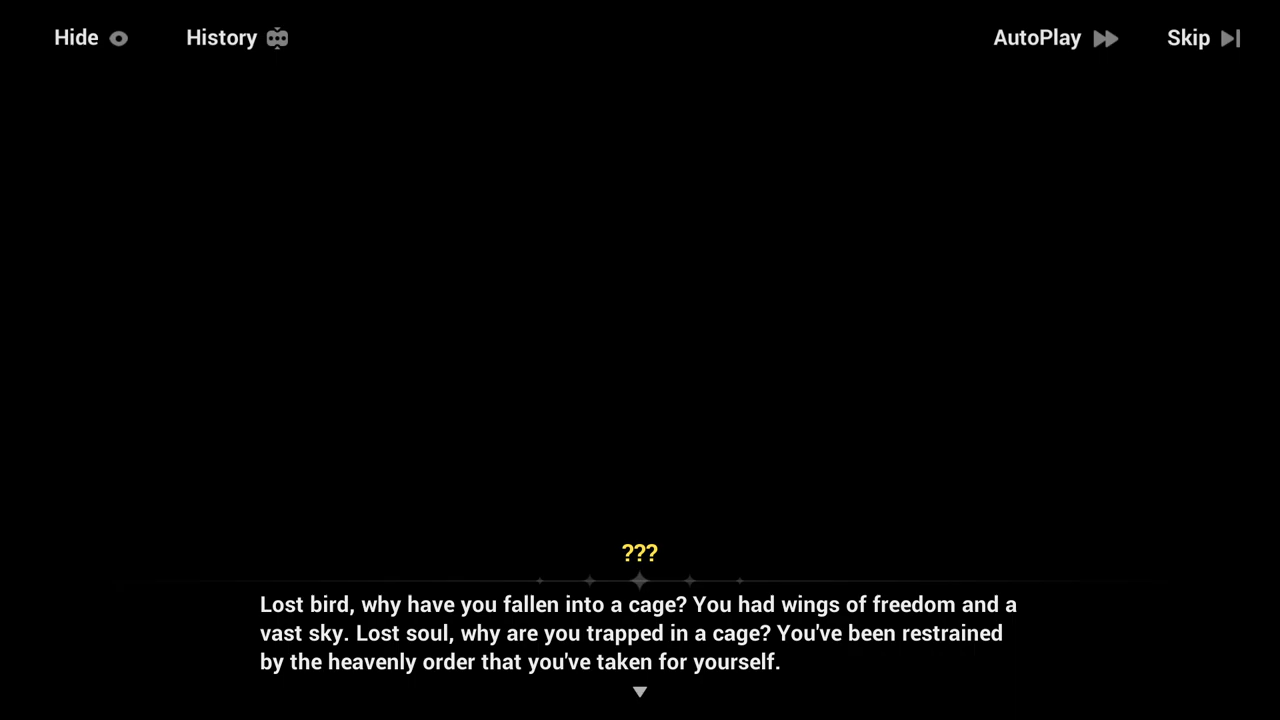 Hide
History
AutoPlay
Skip
???
Lost bird, why have you fallen into a cage? You had wings of freedom and a
vast sky. Lost soul, why are you trapped in a cage? You've been restrained
by the heavenly order that you've taken for yourself.